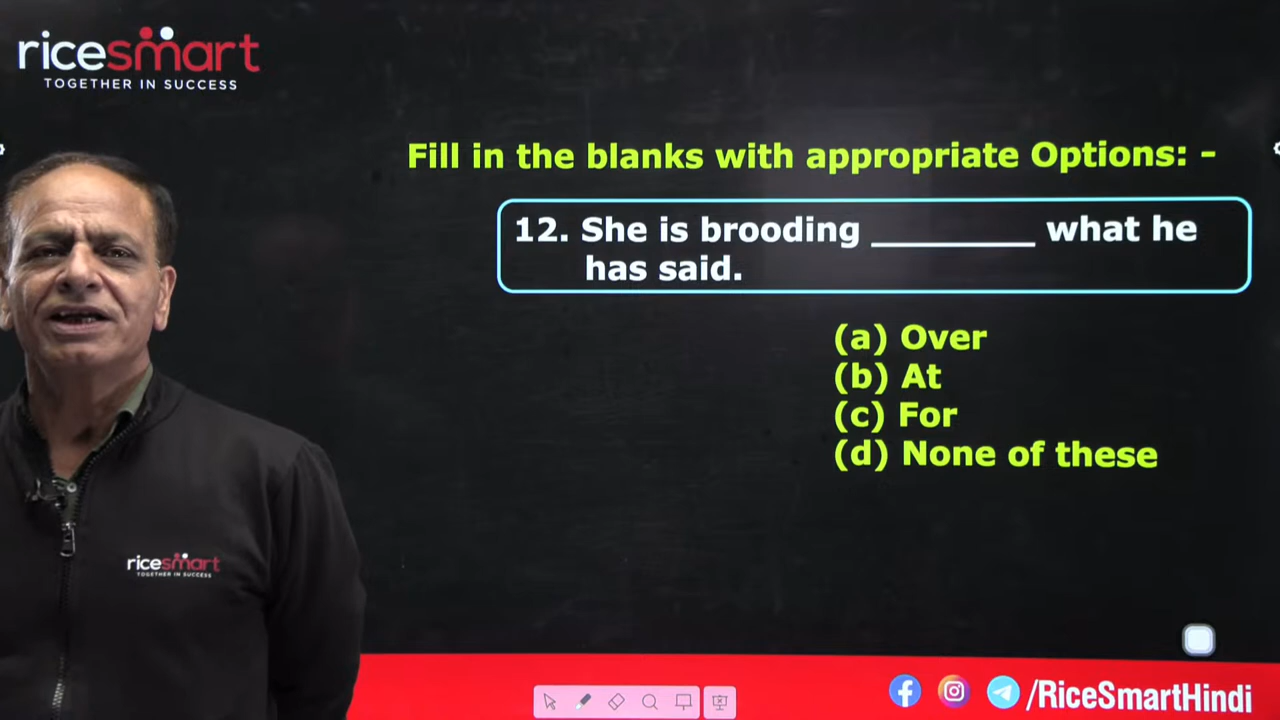 ricesmart
TOGETHER IN SUCCESS
Fill in the blanks with appropriate Options: -
12. She is brooding _________ what he
has said.
(a) Over
(b) At
(c) For
(d) None of these
ricesmart
TOGETHER IN SUCCESS
/RiceSmartHindi